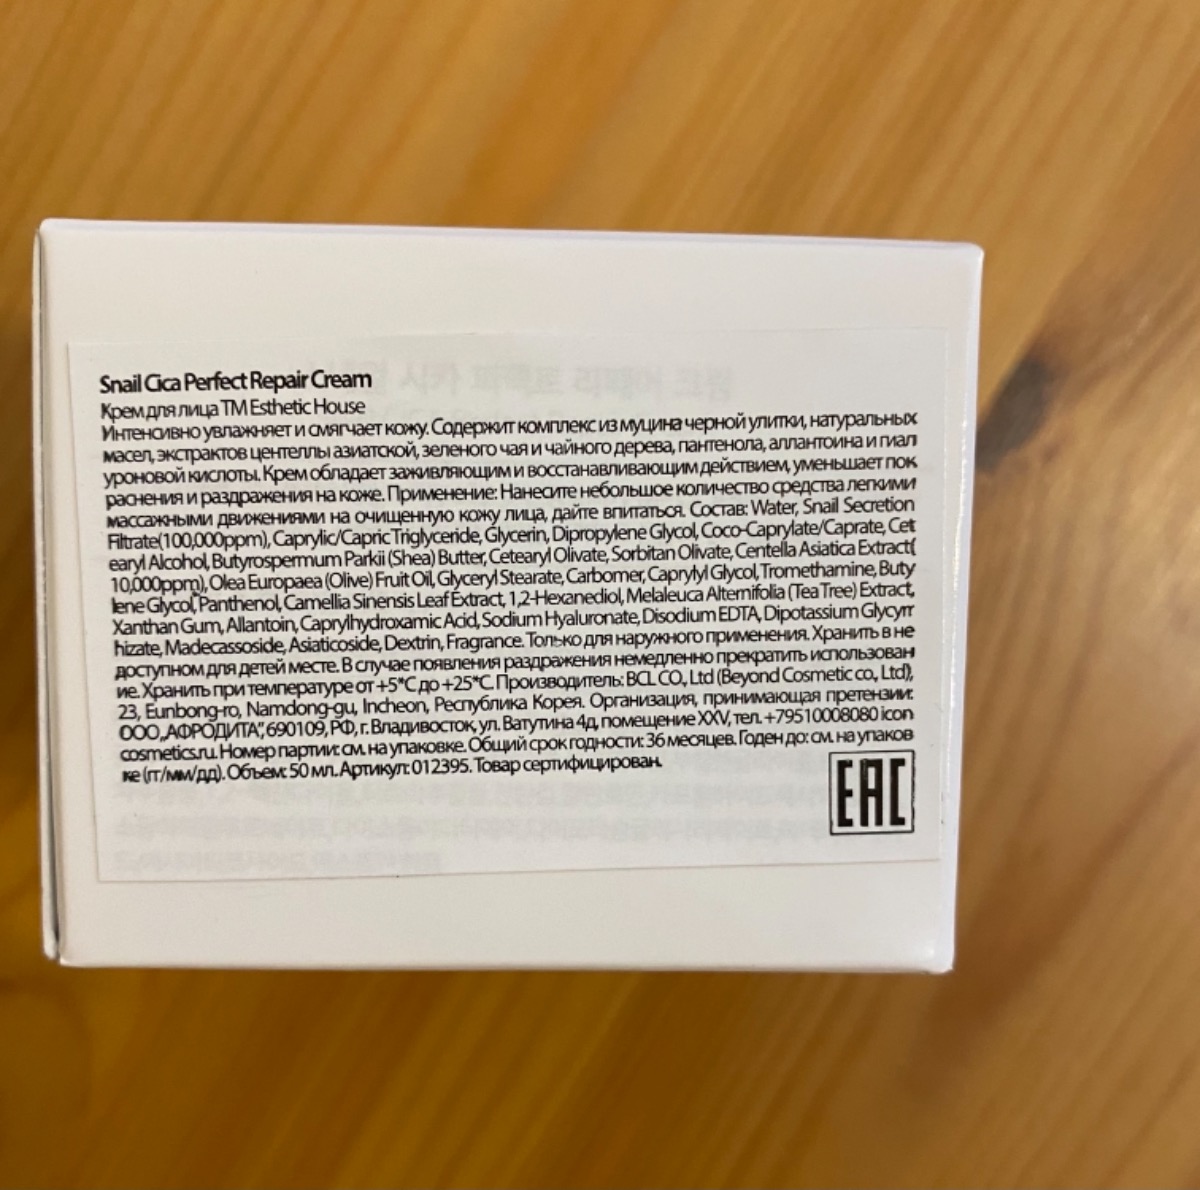 Snail Cica Perfect Repair Cream
Крем для лица TM Esthetic House
Интенсивно увлажняет и смягчает кожу. Содержит комплекс из муцина черной улитки, натуральных
масел, экстрактов центеллы азиатской, зеленого чая и чайного дерева, пантенола, аллантоина и гиал
уроновой кислоты. Крем обладает заживляющим и восстанавливающим действием, уменьшает пок
раснения и раздражения на коже. Применение: Нанесите небольшое количество средства легкими
массажными движениями на очищенную кожу лица, дайте впитаться. Состав: Water, Snail Secretion
Filtrate(100,000ppm), Caprylic/Capric Triglyceride, Glycerin, Dipropylene Glycol, Coco-Caprylate/Caprate, Cet
earyl Alcohol, Butyrospermum Parkii (Shea) Butter, Cetearyl Olivate, Sorbitan Olivate, Centella Asiatica Extract(
10,000ppm), Olea Europaea (Olive) Fruit Oil, Glyceryl Stearate, Carbomer, Caprylyl Glycol, Tromethamine, Buty
lene Glycol, Panthenol, Camellia Sinensis Leaf Extract, 1,2-Hexanediol, Melaleuca Alternifolia (Tea Tree) Extract,
Xanthan Gum, Allantoin, Caprylhydroxamic Acid, Sodium Hyaluronate, Disodium EDTA, Dipotassium Glycyrr
hizate, Madecassoside, Asiaticoside, Dextrin, Fragrance. Только для наружного применения. Хранить в не
доступном для детей месте. В случае появления раздражения немедленно прекратить использован
ие. Хранить при температуре от +5*C до +25*C. Производитель: BCL CO., Ltd (Beyond Cosmetic co., Ltd),
23, Eunbong-ro, Namdong-gu, Incheon, Республика Корея. Организация, принимающая претензии:
ООО „АФРОДИТА", 690109, РФ, г. Владивосток, ул. Ватутина 4д, помещение XXV, тел. +79510008080 icon
cosmetics.ru. Номер партии: см. на упаковке. Общий срок годности: 36 месяцев. Годен до: см. на упаков
ке (гг/мм/дд). Объем: 50 мл. Артикул: 012395. Товар сертифицирован.
EAC